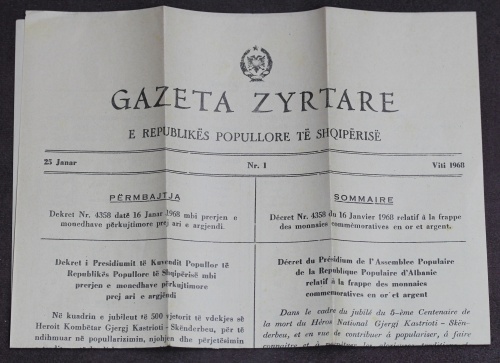 GAZETA ZYRTARE
E REPUBLIKËS POPULLORE TË SHQIPËRISË
25 Janar Nr. 1 Viti 1968
PËRMBAJTJA
Dekret Nr. 4358 datë 16 Janar 1968 mbi prerjen e
monedhave përkujtimore prej ari e argjendi.
Dekret i Presidiumit të Kuvendit Popullor të
Republikës Popullore të Shqipërisë mbi
prerjen e monedhave përkujtimore
prej ari e argjëndi
Në kuadrin e jubileut të 500 vjetorit të vdekjes së
Heroit Kombëtar Gjergj Kastrioti - Skënderbeu, për të
ndihmuar në popullarizimin, njohjen dhe përjetësimin
SOMMAIRE
Décret Nr. 4358 du 16 Janvier 1968 relatif à la frappe
des monnaies commémoratives en or et argent.
Décret du Présidium de l'Assemblee Populaire
de la Republique Populaire d'Albanie
relatif à la frappe des monnaies
commemoratives en or et argent
Dans le cadre du jubilé du 5-ème Centenaire de
la mort du Héros National Gjergj Kastrioti - Skën-
derbeu, et en vue de contribuer à populariser, à faire